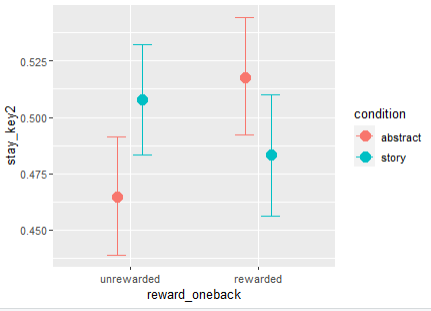 stay_key2
0.525
0.500
0.475
0.450
unrewarded
rewarded
reward_oneback
condition
abstract
story